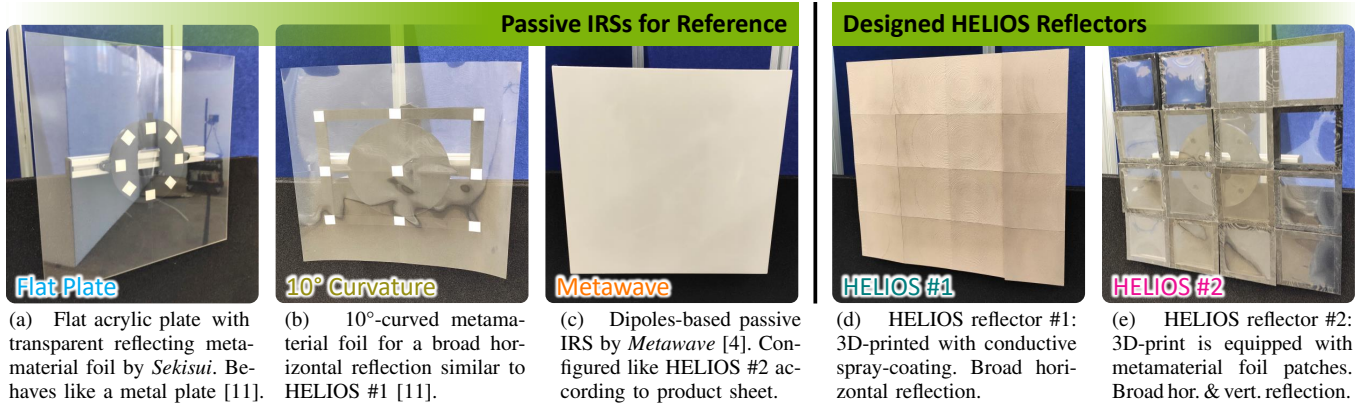 Passive IRSs for Reference
Designed HELIOS Reflectors
Flat Plate
10° Curvature
Metawave
HELIOS #1
HELIOS #2
(a) Flat acrylic plate with
transparent reflecting meta-
material foil by Sekisui. Be-
haves like a metal plate [11].
(b) 10°-curved metama-
terial foil for a broad hor-
izontal reflection similar to
HELIOS #1 [11].
(c) Dipoles-based passive
IRS by Metawave [4]. Con-
figured like HELIOS #2 ac-
cording to product sheet.
(d) HELIOS reflector #1:
3D-printed with conductive
spray-coating. Broad hori-
zontal reflection.
(e) HELIOS reflector #2:
3D-print is equipped with
metamaterial foil patches.
Broad hor. & vert. reflection.